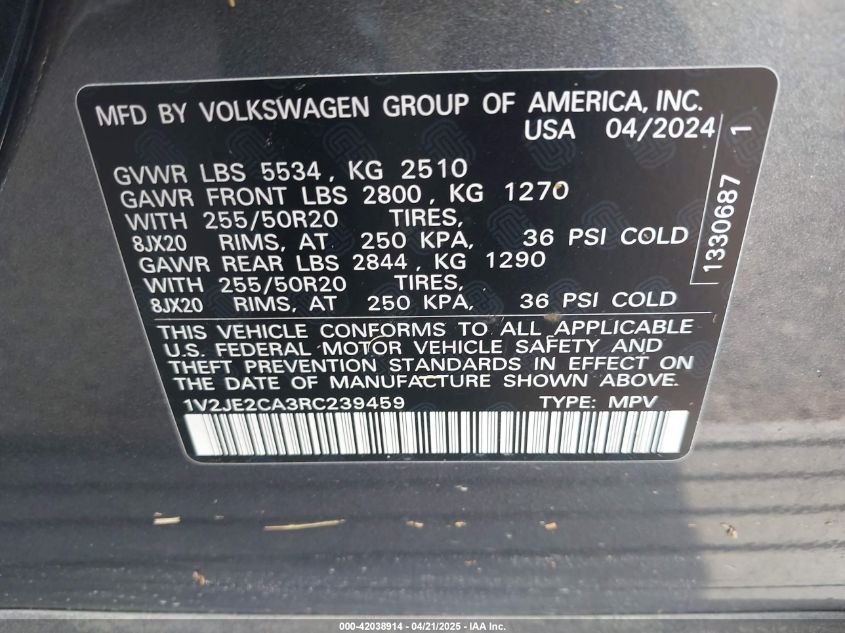 MFD BY VOLKSWAGEN GROUP OF AMERICA, INC.
USA 04/2024
GVWR LBS 5534, KG 2510
GAWR FRONT LBS 2800, KG 1270
WITH 255/50R20 TIRES,
8JX20 RIMS, AT 250 KPA, 36 PSI COLD
GAWR REAR LBS 2844, KG 1290
WITH 255/50R20 TIRES,
8JX20 RIMS, AT 250 KPA, 36 PSI COLD
THIS VEHICLE CONFORMS TO ALL APPLICABLE
U.S. FEDERAL MOTOR VEHICLE SAFETY AND
THEFT PREVENTION STANDARDS IN EFFECT ON
THE DATE OF MANUFACTURE SHOWN ABOVE.
1V2JE2CA3RC239459 TYPE: MPV
1330687 1
000-42038914 - 04/21/2025 - IAA Inc.